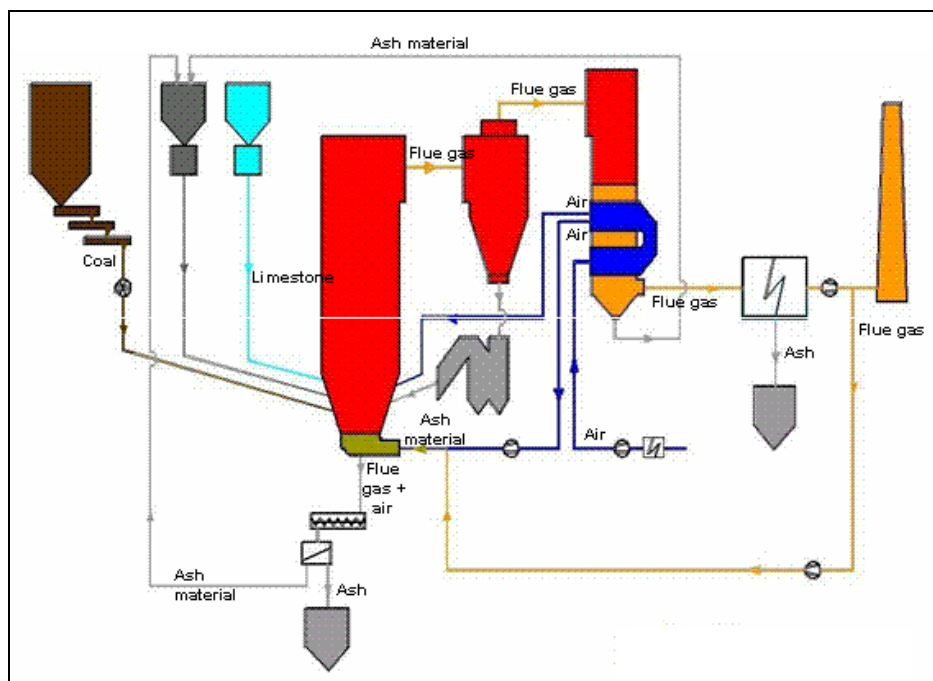 Ash material
Flue gas
Flue gas
Air
Air
Coal
Limestone
Flue gas
Flue gas
Ash
Ash
material
Air
Flue
gas +
air
Ash
material
Ash